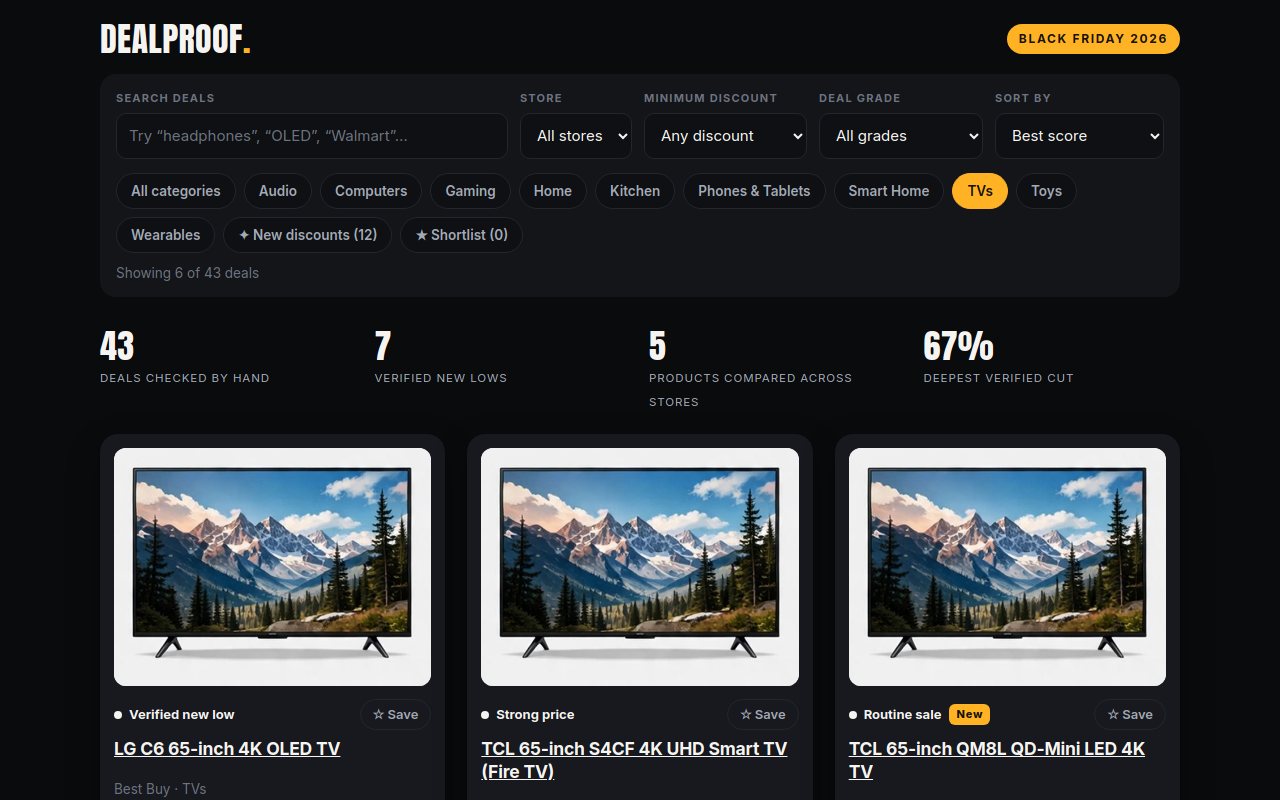 DEALPROOF.
BLACK FRIDAY 2026
SEARCH DEALS
STORE
MINIMUM DISCOUNT
DEAL GRADE
SORT BY
Try “headphones”, “OLED”, “Walmart”…
All stores
Any discount
All grades
Best score
All categories
Audio
Computers
Gaming
Home
Kitchen
Phones & Tablets
Smart Home
TVs
Toys
Wearables
✦ New discounts (12)
★ Shortlist (0)
Showing 6 of 43 deals
43
DEALS CHECKED BY HAND
7
VERIFIED NEW LOWS
5
PRODUCTS COMPARED ACROSS
STORES
67%
DEEPEST VERIFIED CUT
Verified new low
☆ Save
LG C6 65-inch 4K OLED TV
Best Buy · TVs
Strong price
☆ Save
TCL 65-inch S4CF 4K UHD Smart TV
(Fire TV)
Routine sale
New
☆ Save
TCL 65-inch QM8L QD-Mini LED 4K
TV